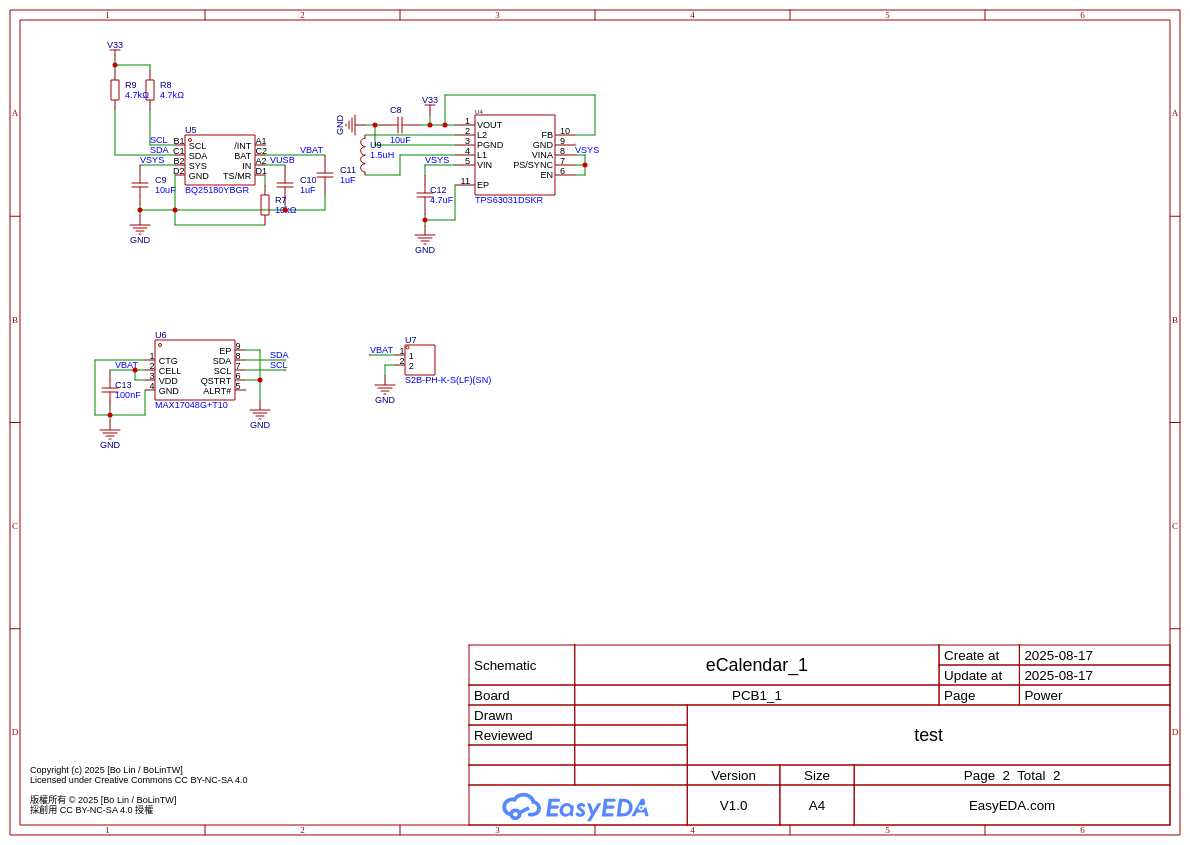 1 2 3 4 5 6
A A
B B
C C
D D
V33
R9
4.7kΩ
R8
4.7kΩ
U5
SCL B1 SCL /INT A1
SDA C1 SDA BAT C2 VBAT
VSYS B2 SYS IN A2 VUSB
D2 GND TS/MR D1
BQ25180YBGR
C9
10uF
C10
1uF
C11
1uF
R7
10kΩ
GND
GND
C8
10uF
V33
U9
1.5uH
U4
1 VOUT
2 L2 FB 10
3 PGND GND 9
4 L1 VINA 8 VSYS
VSYS 5 VIN PS/SYNC 7
EN 6
11 EP
TPS63031DSKR
C12
4.7uF
GND
U6
EP 9
1 CTG SDA 8 SDA
VBAT 2 CELL SCL 7 SCL
3 VDD QSTRT 6
4 GND ALRT# 5
MAX17048G+T10
C13
100nF
GND
GND
U7
VBAT 1 1
2 2
S2B-PH-K-S(LF)(SN)
GND
Schematic eCalendar_1 Create at 2025-08-17
Update at 2025-08-17
Board PCB1_1 Page Power
Drawn
Reviewed test
Version Size Page 2 Total 2
EasyEDA V1.0 A4 EasyEDA.com
Copyright (c) 2025 [Bo Lin / BoLinTW]
Licensed under Creative Commons CC BY-NC-SA 4.0
版權所有 © 2025 [Bo Lin / BoLinTW]
採創用 CC BY-NC-SA 4.0 授權
1 2 3 4 5 6